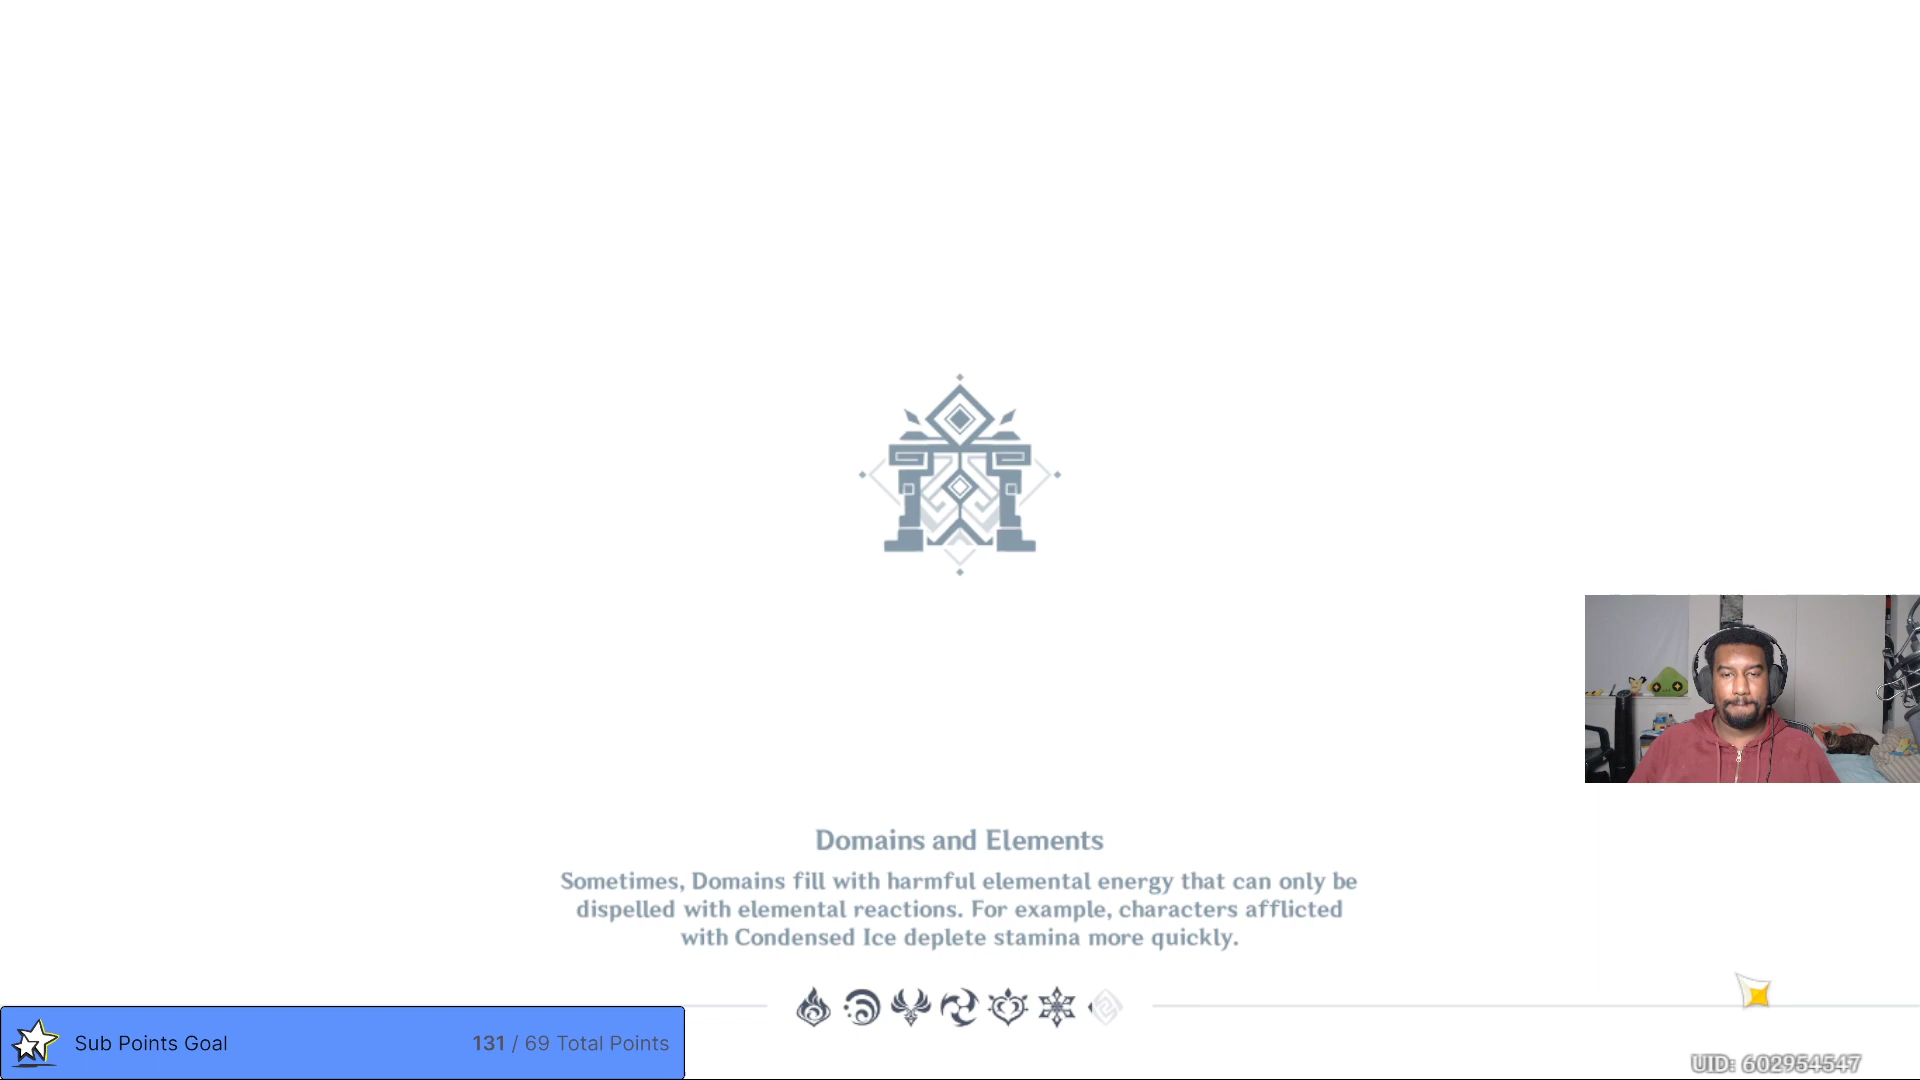 Domains and Elements
Sometimes, Domains fill with harmful elemental energy that can only be
dispelled with elemental reactions. For example, characters afflicted
with Condensed Ice deplete stamina more quickly.
Sub Points Goal 131 / 69 Total Points
UID: 602954547